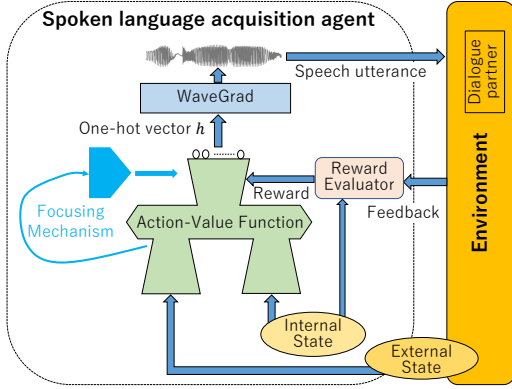 Spoken language acquisition agent
Speech utterance
Dialogue
partner
WaveGrad
One-hot vector h
Reward
Evaluator
Reward
Feedback
Environment
Focusing
Mechanism
Action-Value Function
Internal
State
External
State